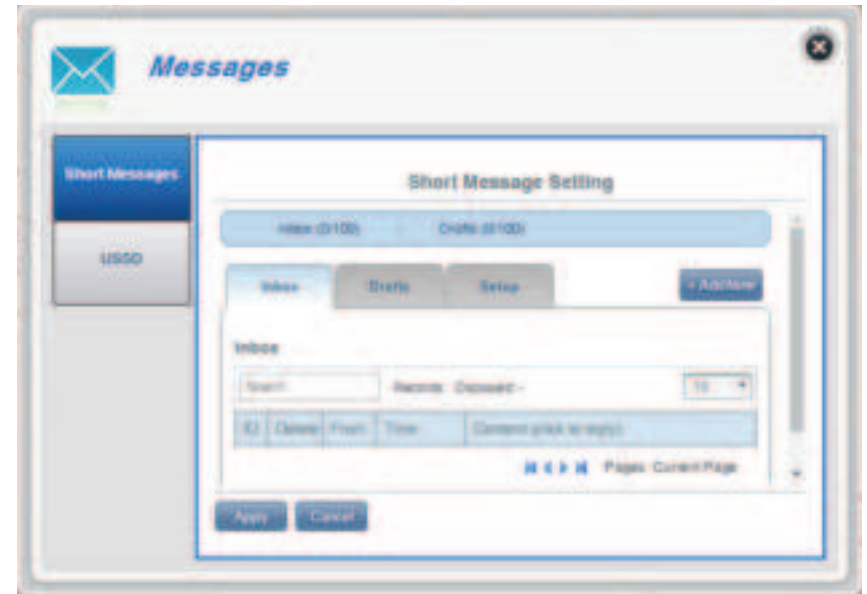 Messages
Short Messages
USSD
Short Message Setting
Inbox (0/100) Drafts (0/100)
Inbox Drafts Setup + Add New
Inbox
Search Records Displayed - 10
ID Delete From Time Content (click to reply)
Pages: Current Page
Apply Cancel